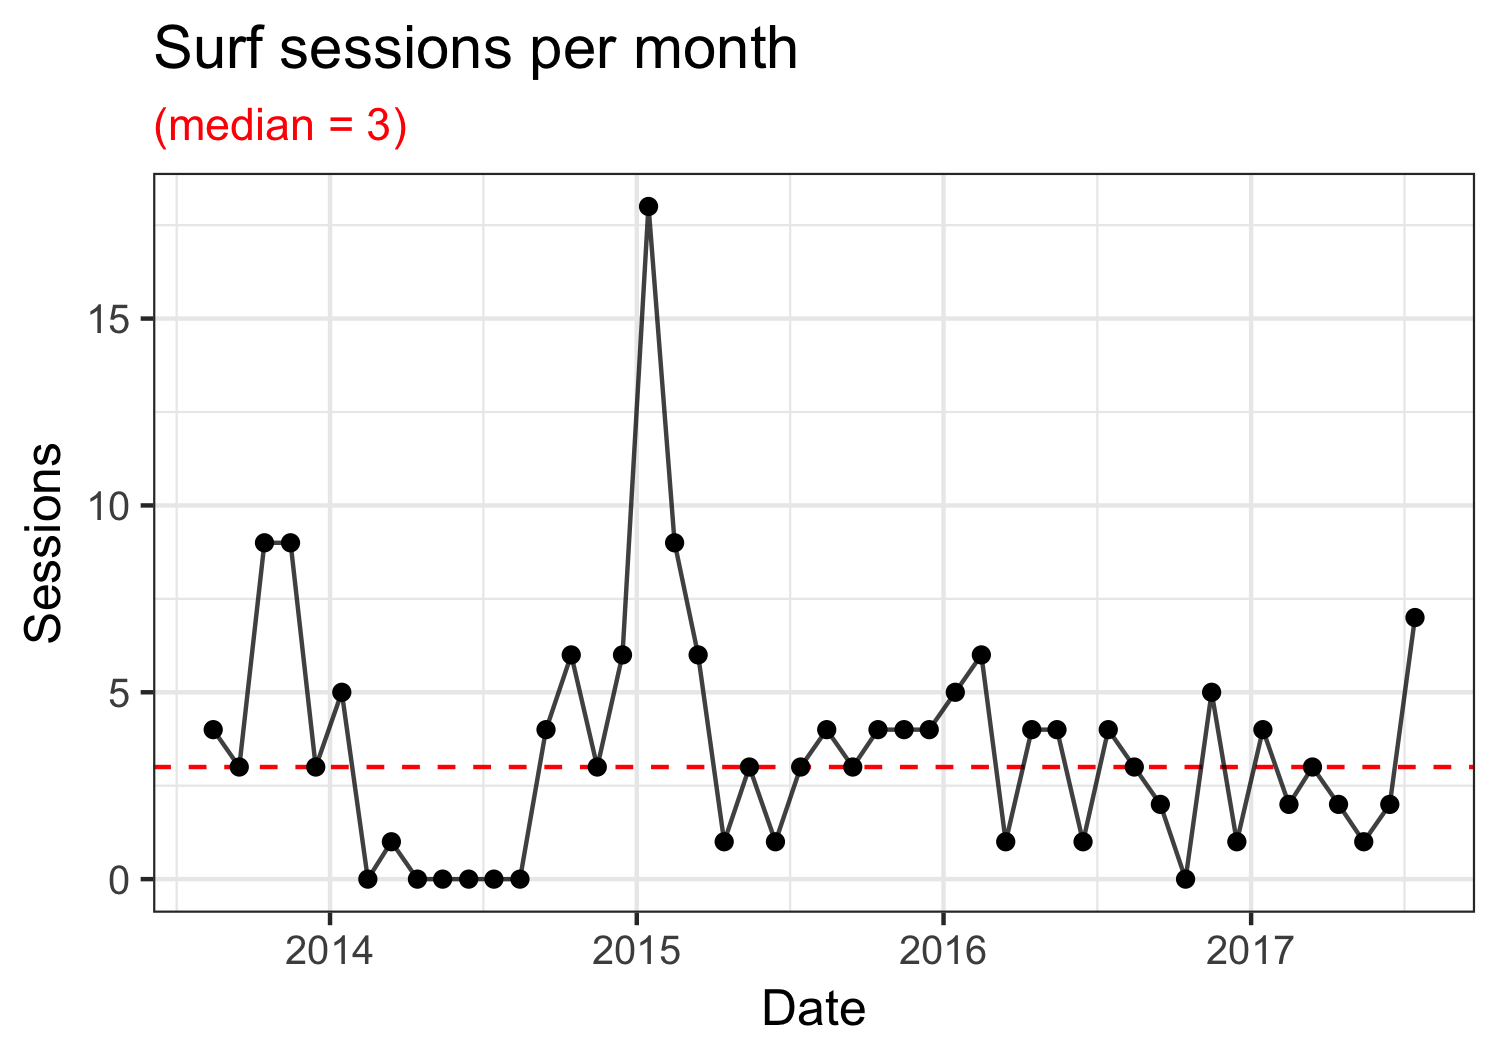 Surf sessions per month
(median = 3)
Sessions
15
10
5
0
2014 2015 2016 2017
Date